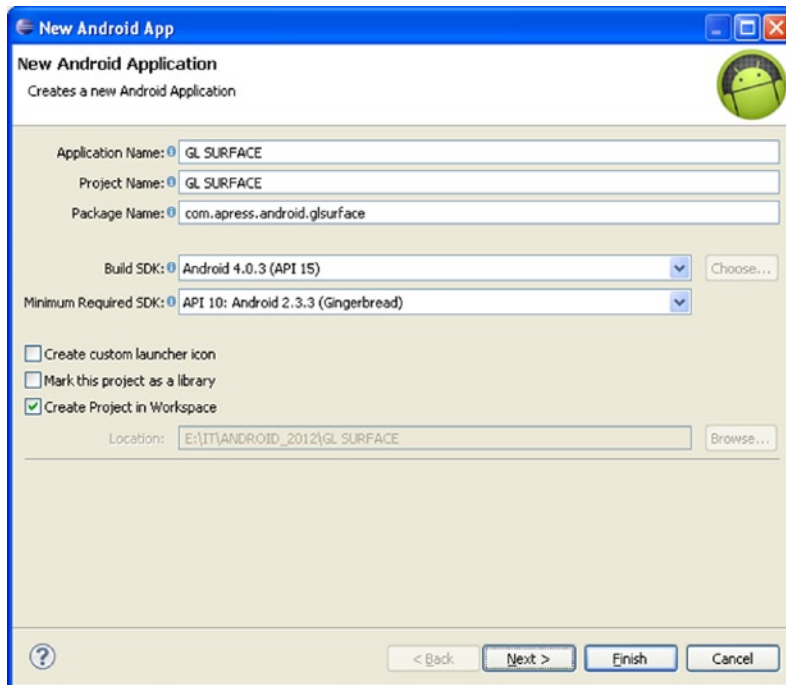 New Android App
New Android Application
Creates a new Android Application
Application Name: GL SURFACE
Project Name: GL SURFACE
Package Name: com.apress.android.glsurface
Build SDK: Android 4.0.3 (API 15) Choose...
Minimum Required SDK: API 10: Android 2.3.3 (Gingerbread)
Create custom launcher icon
Mark this project as a library
Create Project in Workspace
Location: E:\IT\ANDROID_2012\GL SURFACE Browse...
? < Back Next > Finish Cancel